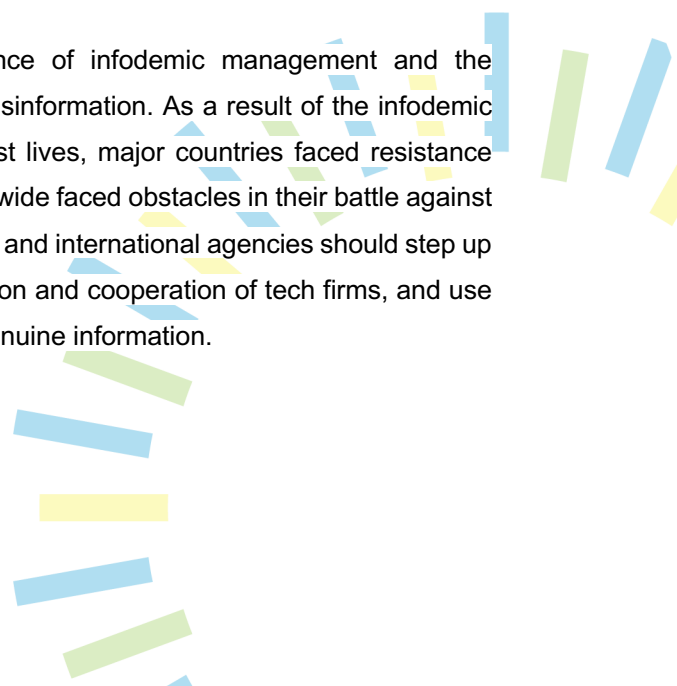 nce of infodemic management and the
sinformation. As a result of the infodemic
st lives, major countries faced resistance
wide faced obstacles in their battle against
and international agencies should step up
on and cooperation of tech firms, and use
nuine information.